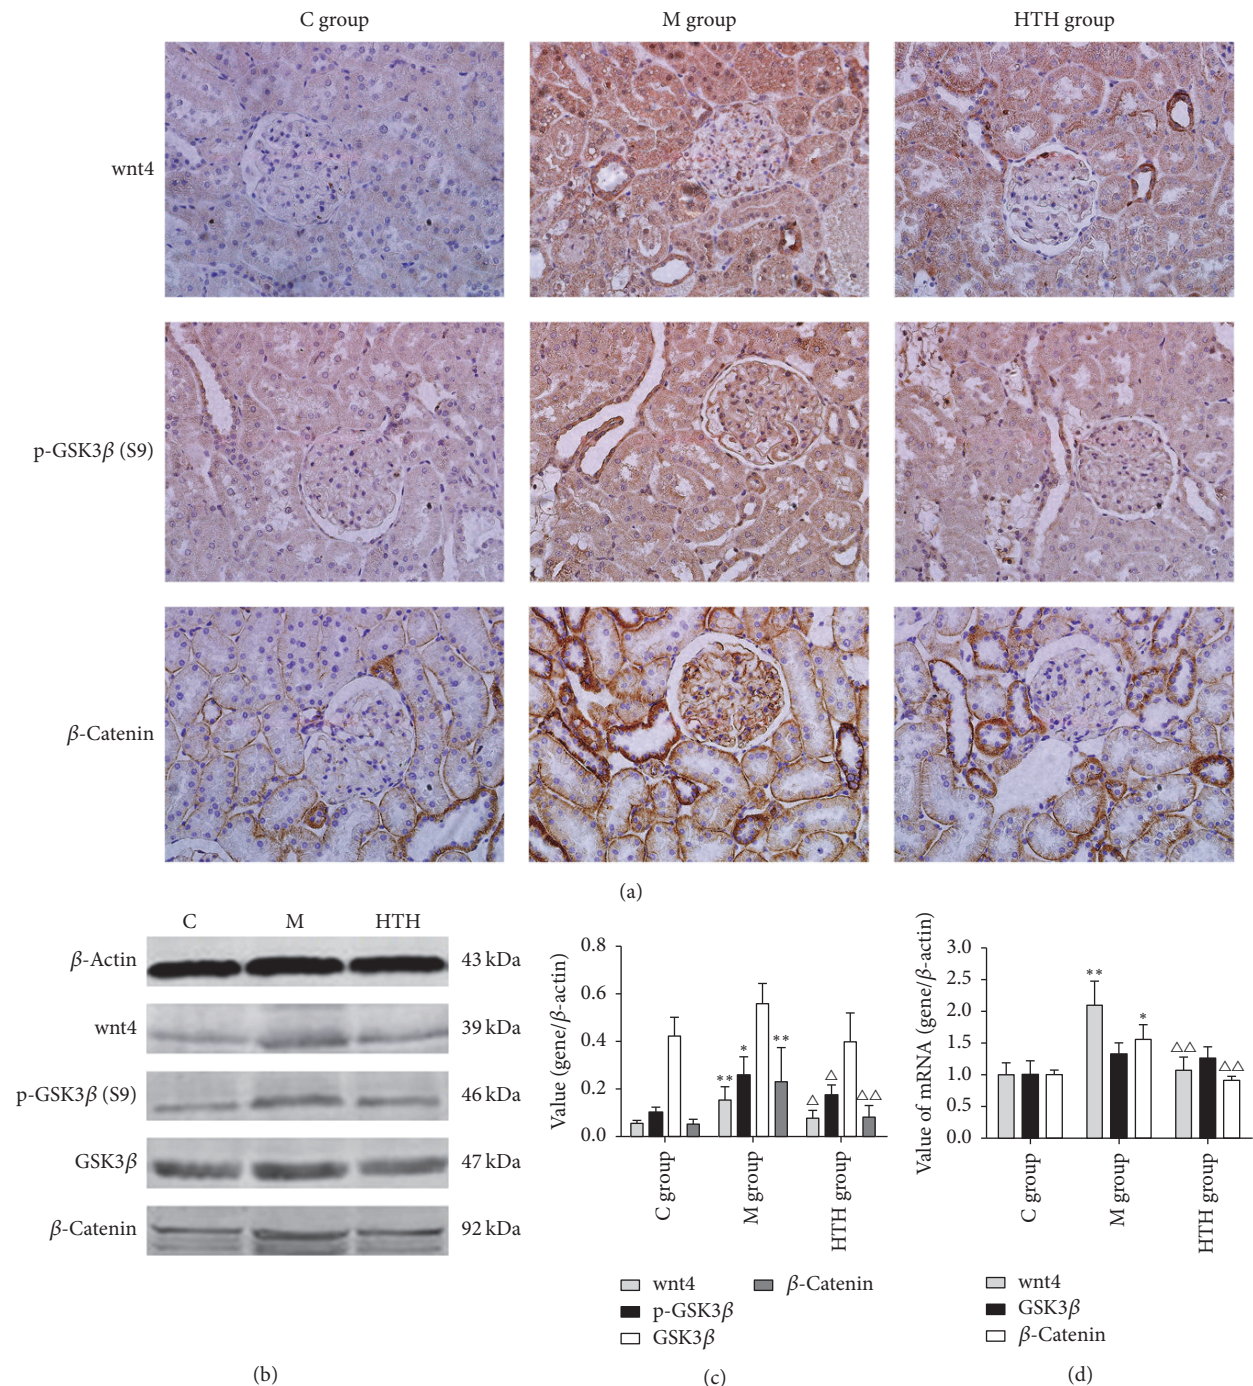 C group
M group
HTH group
wnt4
p-GSK3β (S9)
β-Catenin
(a)
C
M
HTH
β-Actin
43 kDa
wnt4
39 kDa
p-GSK3β (S9)
46 kDa
GSK3β
47 kDa
β-Catenin
92 kDa
(b)
Value (gene/β-actin)
0.8
0.6
0.4
0.2
0.0
**
*
**
△
△
△△
C group
M group
HTH group
wnt4
β-Catenin
p-GSK3β
GSK3β
(c)
Value of mRNA (gene/β-actin)
3.0
2.5
2.0
1.5
1.0
0.5
0.0
**
*
△△
△△
C group
M group
HTH group
wnt4
GSK3β
β-Catenin
(d)